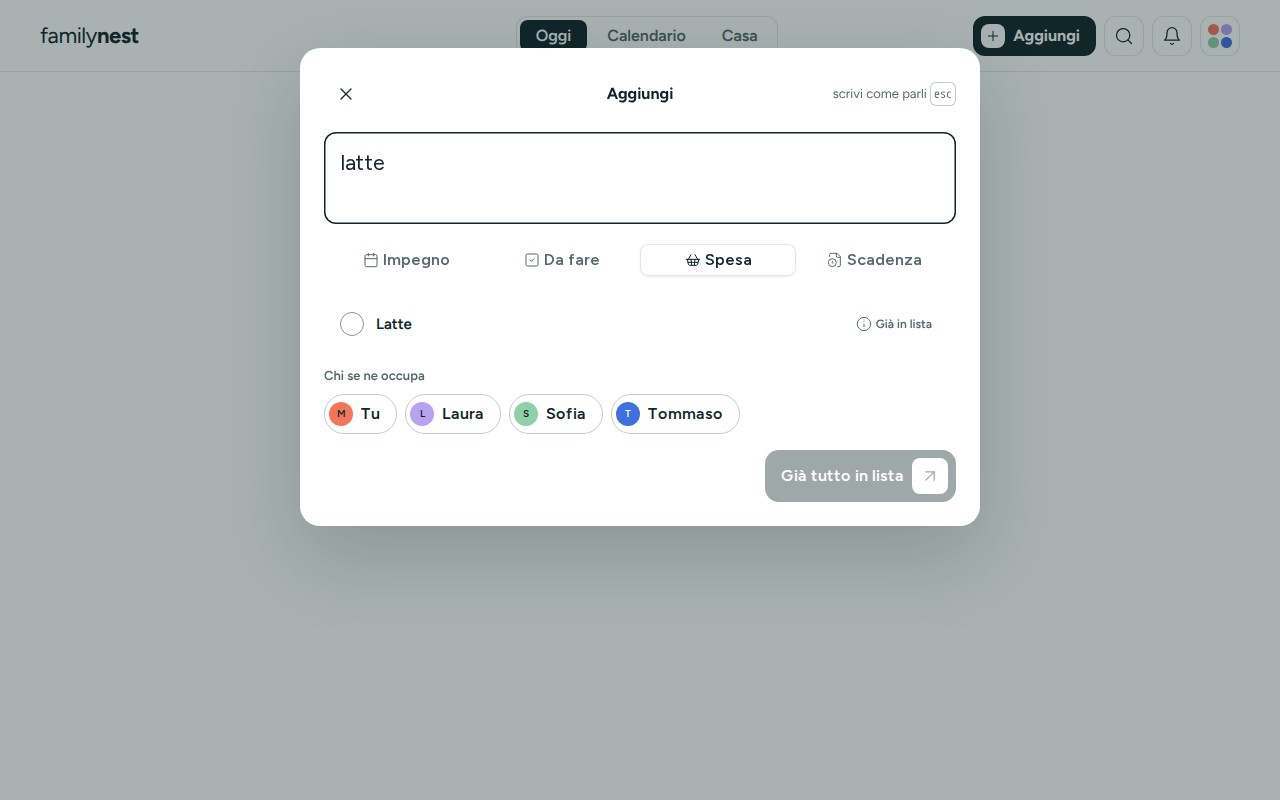 familynest
Oggi Calendario Casa
Aggiungi
Aggiungi
scrivi come parli esc
latte
Impegno Da fare Spesa Scadenza
Latte
Già in lista
Chi se ne occupa
M Tu L Laura S Sofia T Tommaso
Già tutto in lista